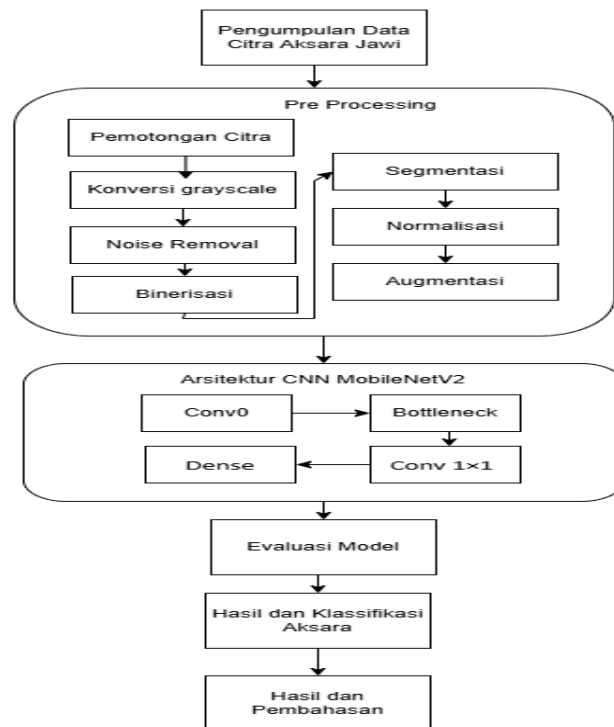 Pengumpulan Data
Citra Aksara Jawi
Pre Processing
Pemotongan Citra
Konversi grayscale
Noise Removal
Binerisasi
Segmentasi
Normalisasi
Augmentasi
Arsitektur CNN MobileNetV2
Conv0
Bottleneck
Conv 1×1
Dense
Evaluasi Model
Hasil dan Klassifikasi
Aksara
Hasil dan
Pembahasan